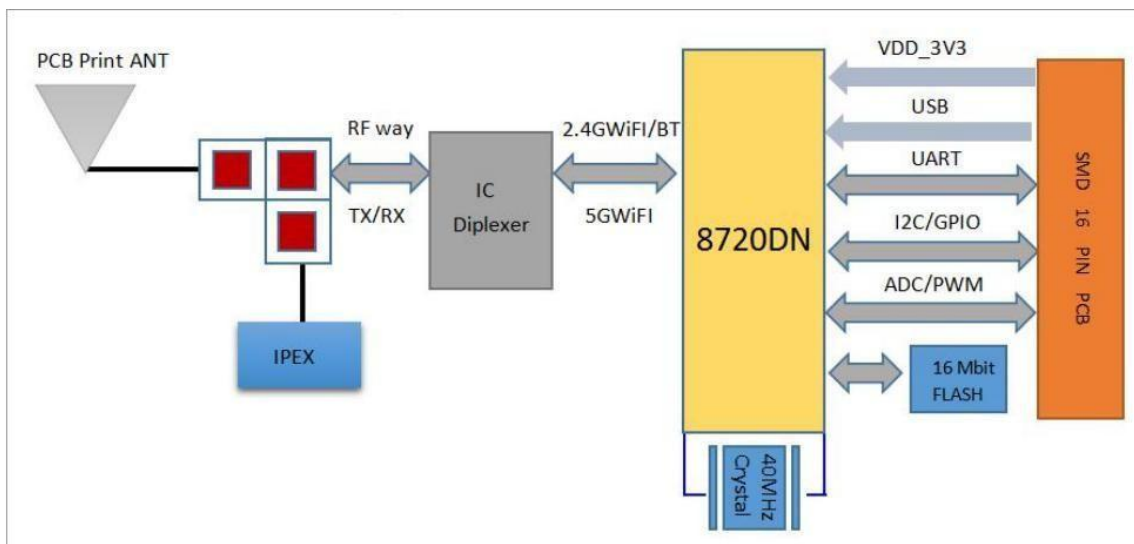 PCB Print ANT
RF way
TX/RX
IPEX
IC
Diplexer
2.4GWiFI/BT
5GWiFI
8720DN
40MHz
Crystal
VDD_3V3
USB
UART
I2C/GPIO
ADC/PWM
16 Mbit
FLASH
SMD 16 PIN PCB